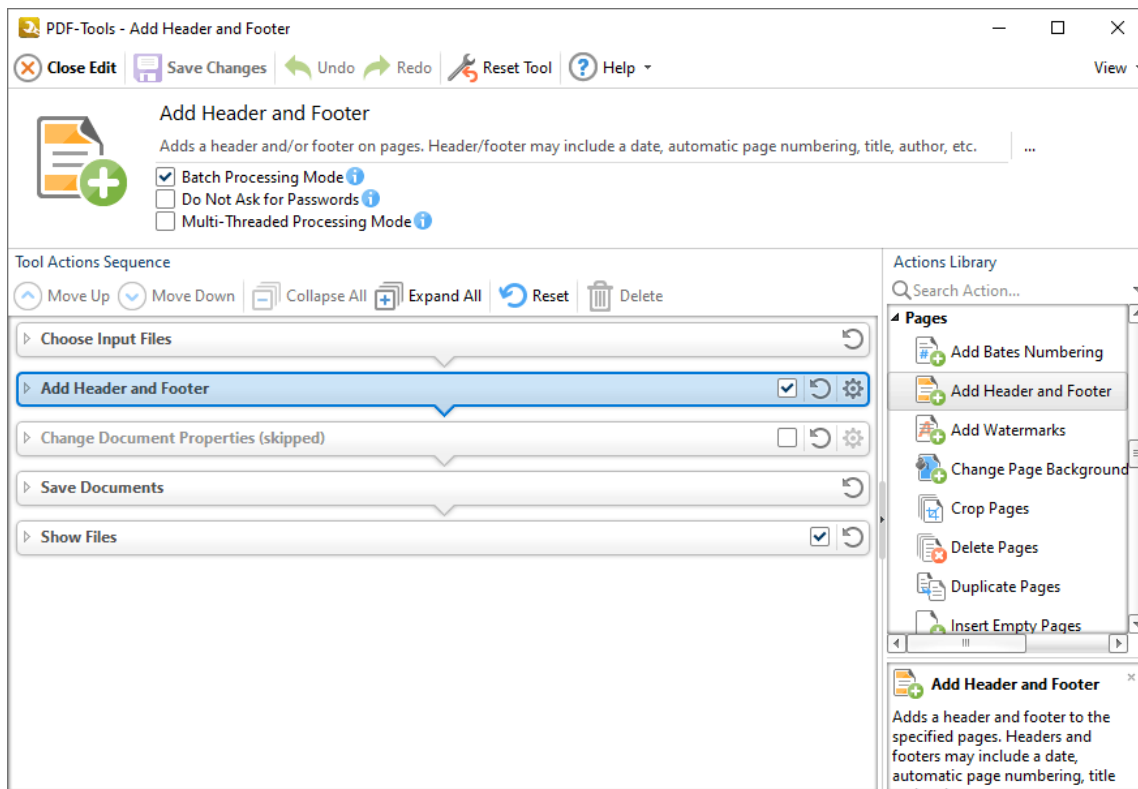 PDF-Tools - Add Header and Footer
Close Edit
Save Changes
Undo
Redo
Reset Tool
Help
View
Add Header and Footer
Adds a header and/or footer on pages. Header/footer may include a date, automatic page numbering, title, author, etc.
...
Batch Processing Mode
Do Not Ask for Passwords
Multi-Threaded Processing Mode
Tool Actions Sequence
Move Up
Move Down
Collapse All
Expand All
Reset
Delete
Choose Input Files
Add Header and Footer
Change Document Properties (skipped)
Save Documents
Show Files
Actions Library
Search Action...
Pages
Add Bates Numbering
Add Header and Footer
Add Watermarks
Change Page Background
Crop Pages
Delete Pages
Duplicate Pages
Insert Empty Pages
Add Header and Footer
Adds a header and footer to the
specified pages. Headers and
footers may include a date,
automatic page numbering, title